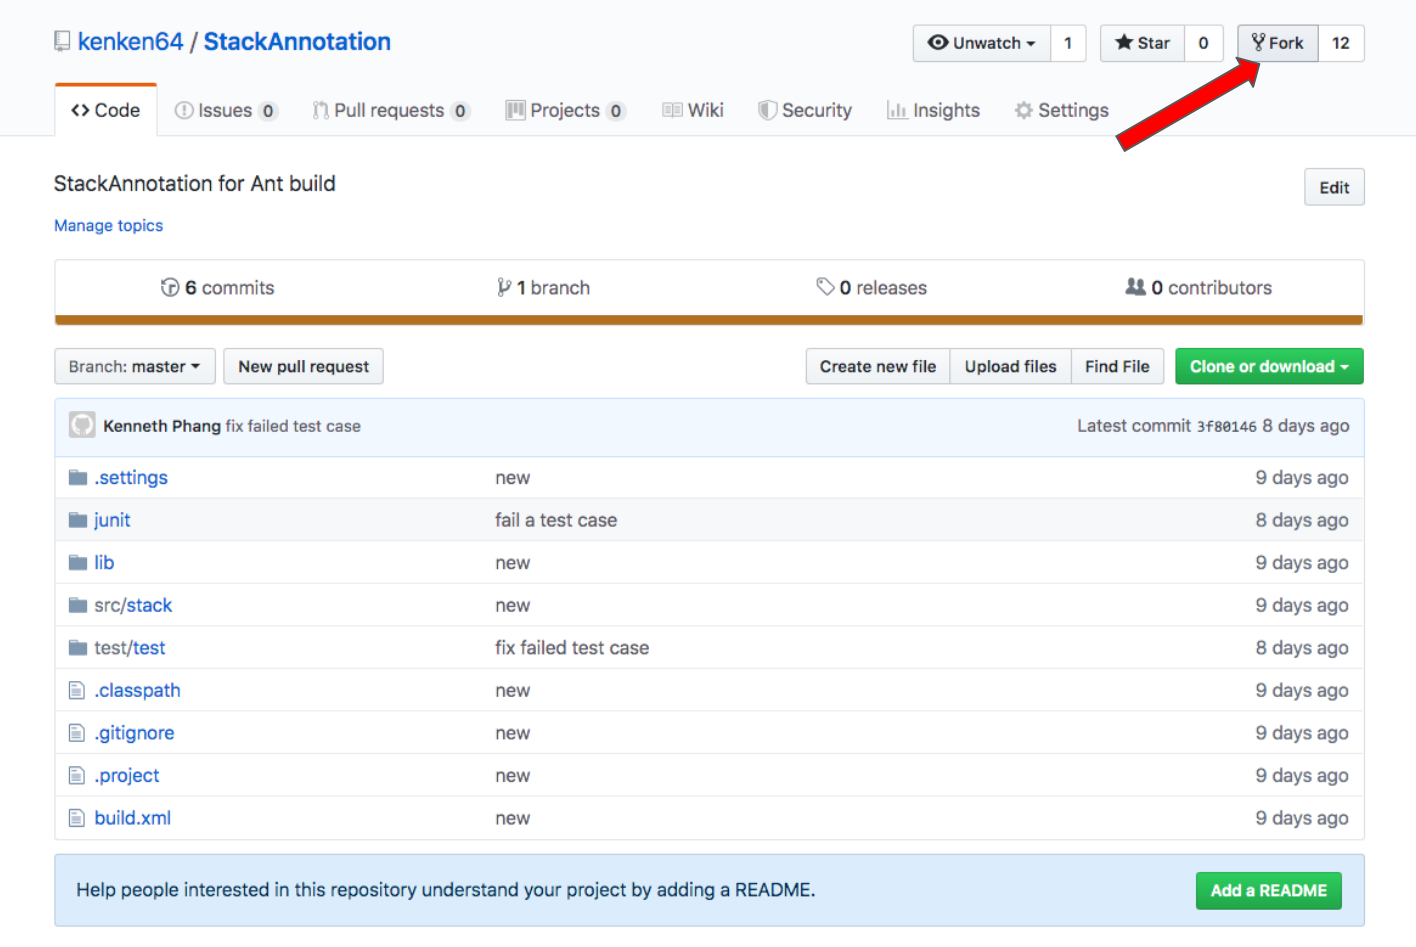 kenken64 / StackAnnotation
Unwatch 1 Star 0 Fork 12
Code Issues 0 Pull requests 0 Projects 0 Wiki Security Insights Settings
StackAnnotation for Ant build
Edit
Manage topics
6 commits 1 branch 0 releases 0 contributors
Branch: master New pull request Create new file Upload files Find File Clone or download
Kenneth Phang fix failed test case Latest commit 3f80146 8 days ago
.settings new 9 days ago
junit fail a test case 8 days ago
lib new 9 days ago
src/stack new 9 days ago
test/test fix failed test case 8 days ago
.classpath new 9 days ago
.gitignore new 9 days ago
.project new 9 days ago
build.xml new 9 days ago
Help people interested in this repository understand your project by adding a README. Add a README